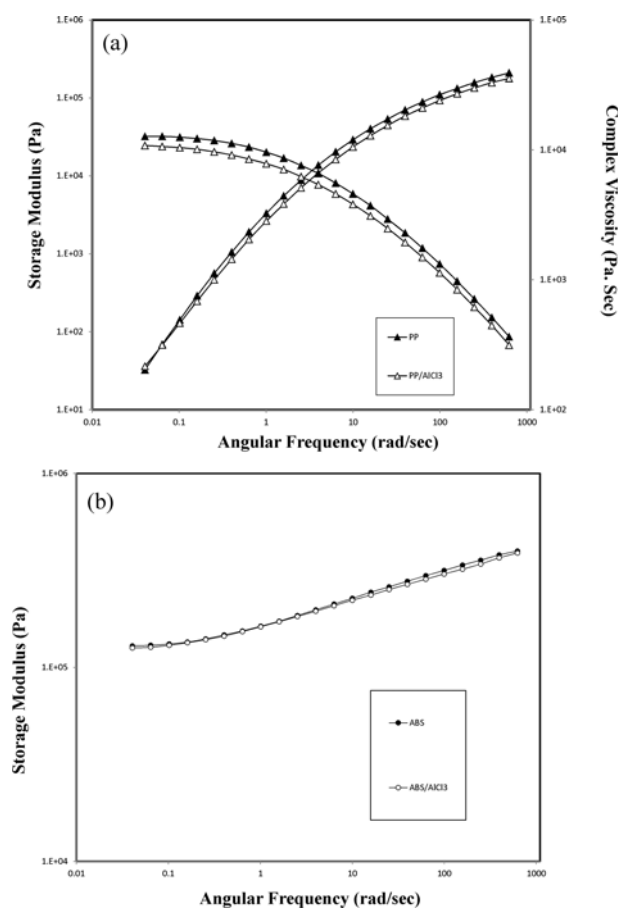 (a)
1.E+06
1.E+05
1.E+04
1.E+03
1.E+02
1.E+01
Storage Modulus (Pa)
1.E+05
1.E+04
1.E+03
1.E+02
Complex Viscosity (Pa. Sec)
PP
PP/AlCl3
0.01 0.1 1 10 100 1000
Angular Frequency (rad/sec)
(b)
1.E+06
1.E+05
1.E+04
Storage Modulus (Pa)
ABS
ABS/AlCl3
0.01 0.1 1 10 100 1000
Angular Frequency (rad/sec)